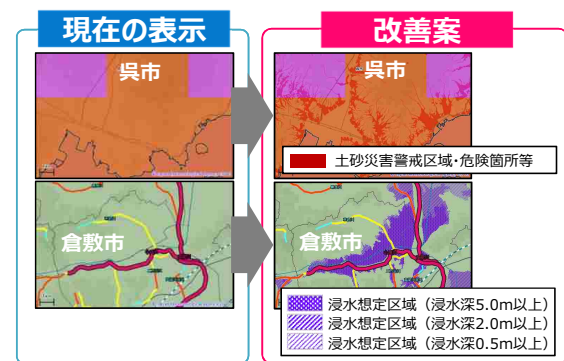 現在の表示
改善案
呉市
呉市
土砂災害警戒区域・危険箇所等
倉敷市
倉敷市
浸水想定区域（浸水深5.0m以上）
浸水想定区域（浸水深2.0m以上）
浸水想定区域（浸水深0.5m以上）